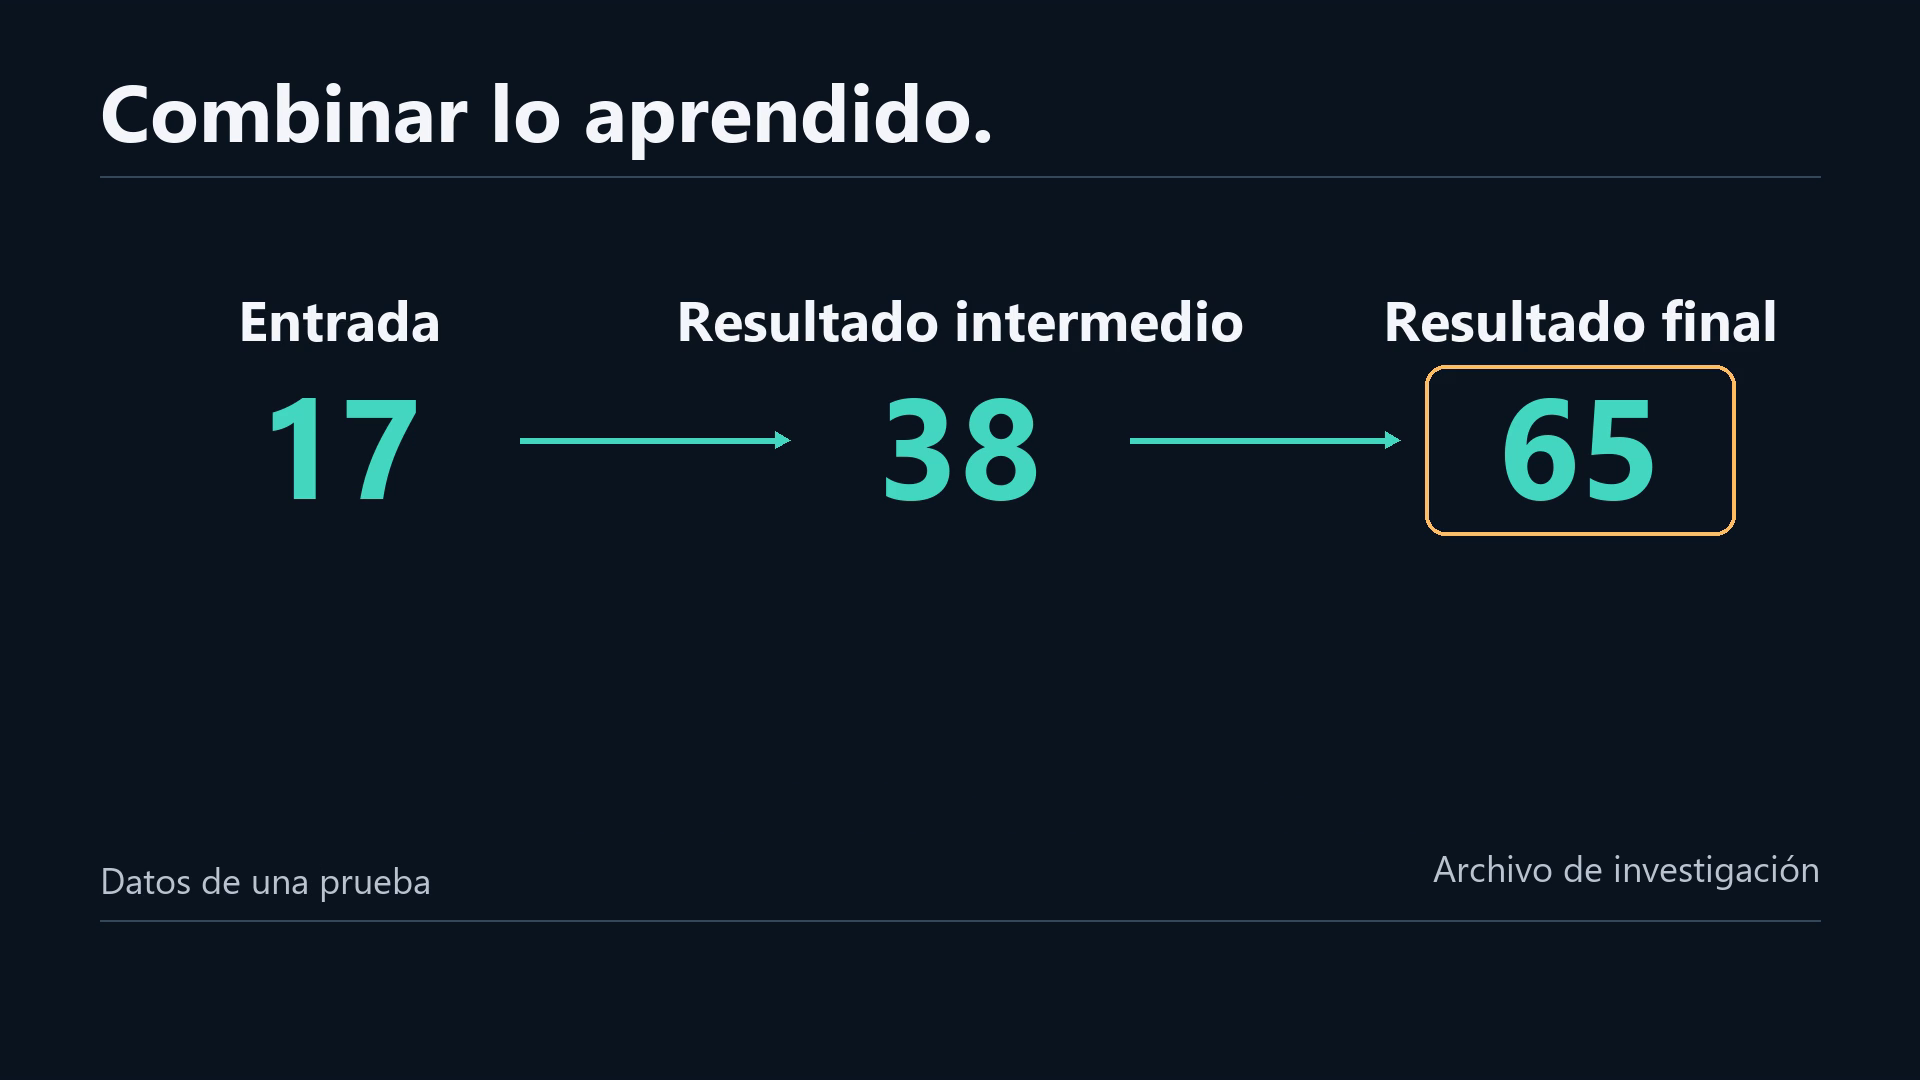 Combinar lo aprendido.
Entrada
Resultado intermedio
Resultado final
17
38
65
Datos de una prueba
Archivo de investigación